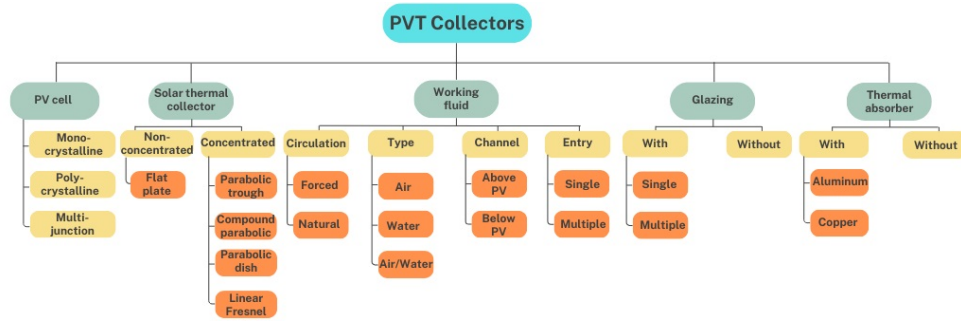 PVT Collectors
PV cell
Solar thermal
collector
Working
fluid
Glazing
Thermal
absorber
Mono-
crystalline
Poly-
crystalline
Multi-
junction
Non-
concentrated
Flat
plate
Concentrated
Parabolic
trough
Compound
parabolic
Parabolic
dish
Linear
Fresnel
Circulation
Forced
Natural
Type
Air
Water
Air/Water
Channel
Above
PV
Below
PV
Entry
Single
Multiple
With
Single
Multiple
Without
With
Aluminum
Copper
Without